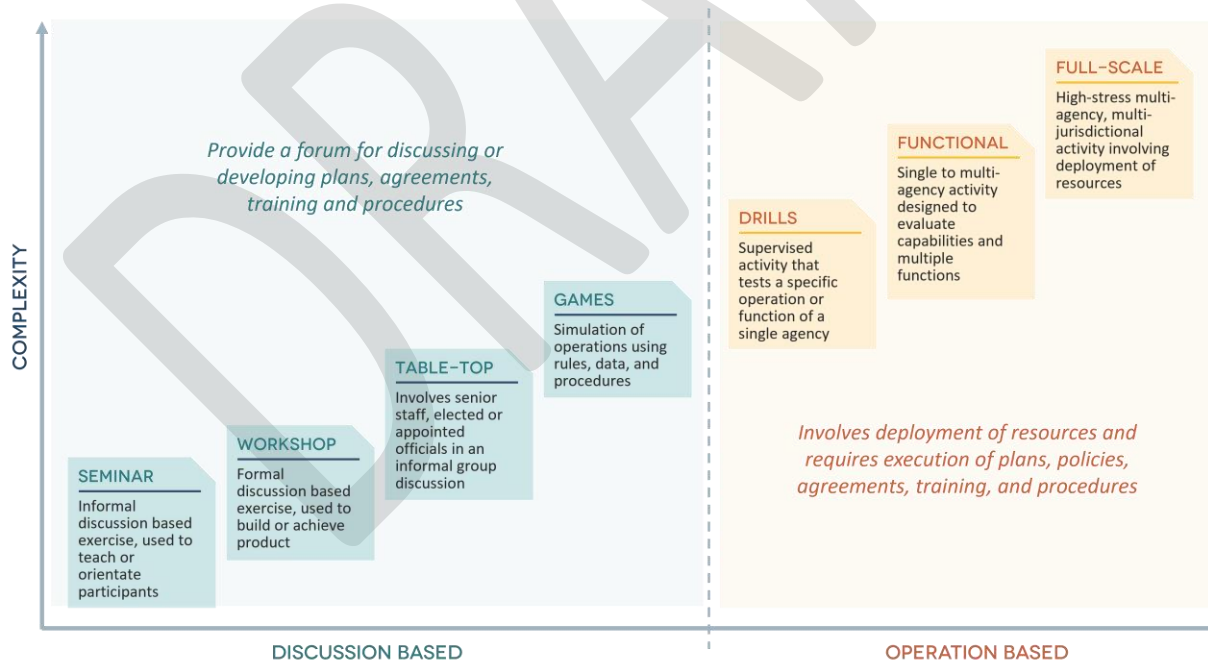 COMPLEXITY
Provide a forum for discussing or
developing plans, agreements,
training and procedures
SEMINAR
Informal
discussion based
exercise, used to
teach or
orientate
participants
WORKSHOP
Formal
discussion based
exercise, used to
build or achieve
product
TABLE-TOP
Involves senior
staff, elected or
appointed
officials in an
informal group
discussion
GAMES
Simulation of
operations using
rules, data, and
procedures
DRILLS
Supervised
activity that
tests a specific
operation or
function of a
single agency
FUNCTIONAL
Single to multi-
agency activity
designed to
evaluate
capabilities and
multiple
functions
FULL-SCALE
High-stress multi-
agency, multi-
jurisdictional
activity involving
deployment of
resources
Involves deployment of resources and
requires execution of plans, policies,
agreements, training, and procedures
DISCUSSION BASED
OPERATION BASED